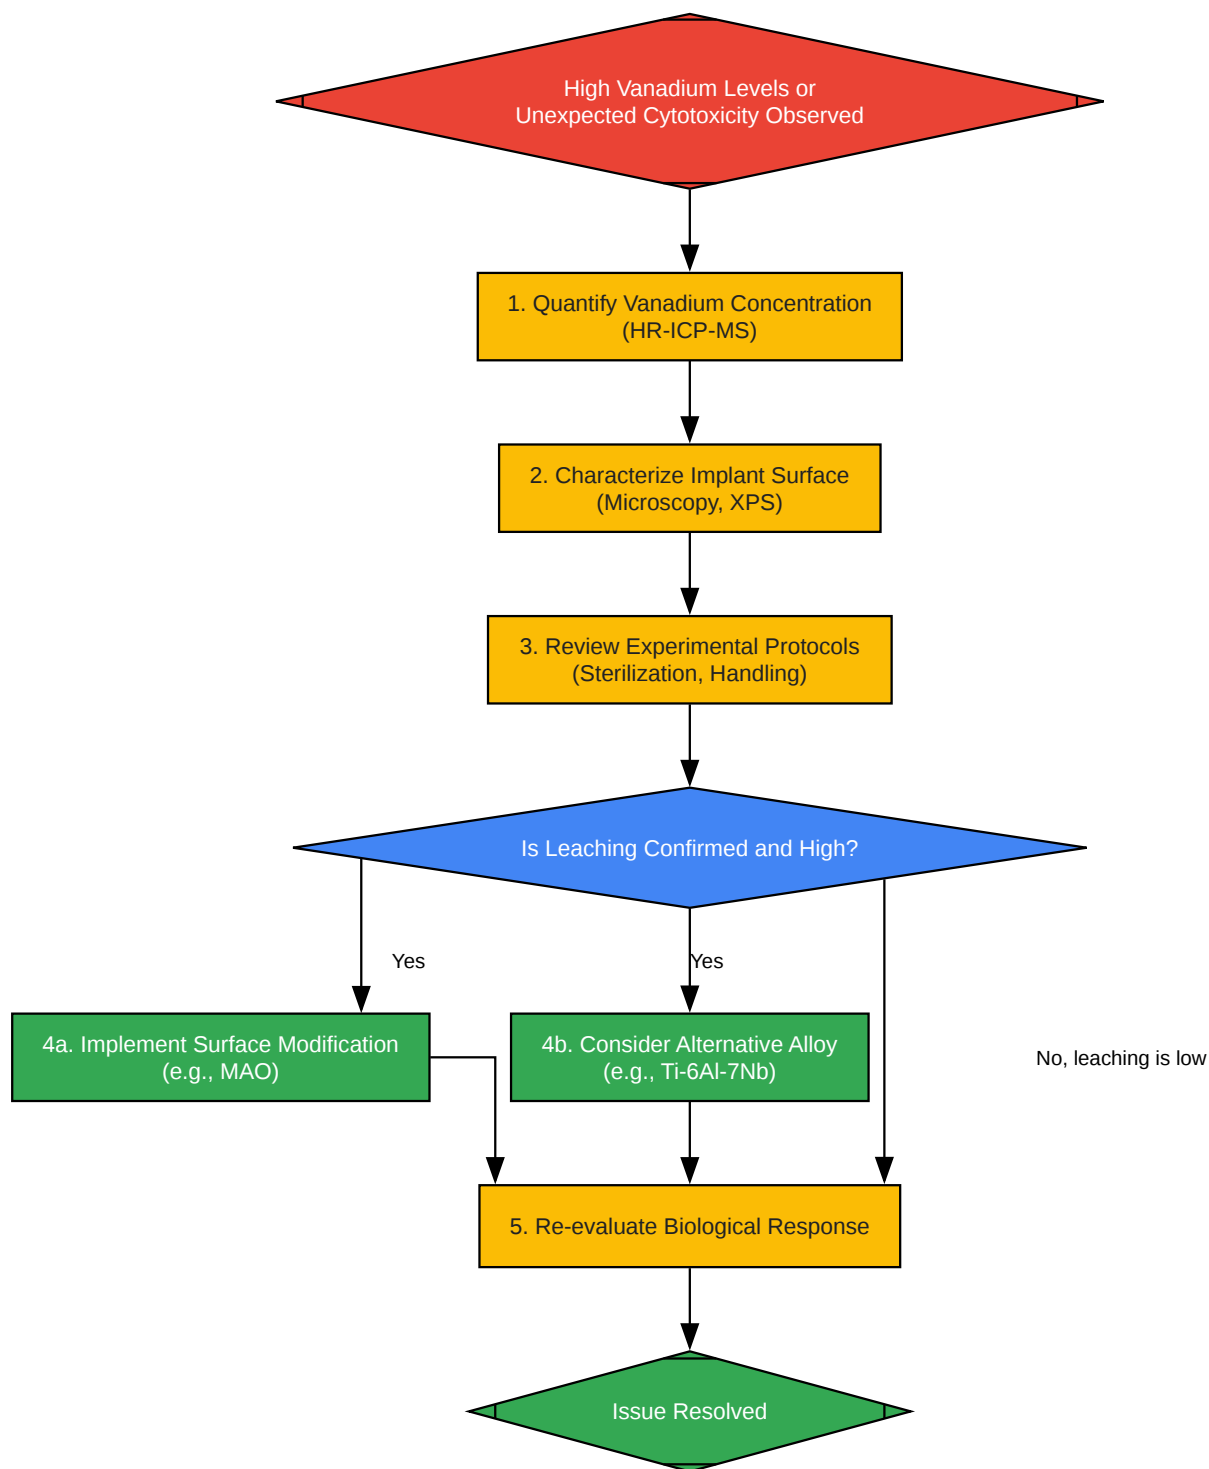 High Vanadium Levels or
Unexpected Cytotoxicity Observed
1. Quantify Vanadium Concentration
(HR-ICP-MS)
2. Characterize Implant Surface
(Microscopy, XPS)
3. Review Experimental Protocols
(Sterilization, Handling)
Is Leaching Confirmed and High?
Yes
Yes
4a. Implement Surface Modification
(e.g., MAO)
4b. Consider Alternative Alloy
(e.g., Ti-6Al-7Nb)
No, leaching is low
5. Re-evaluate Biological Response
Issue Resolved